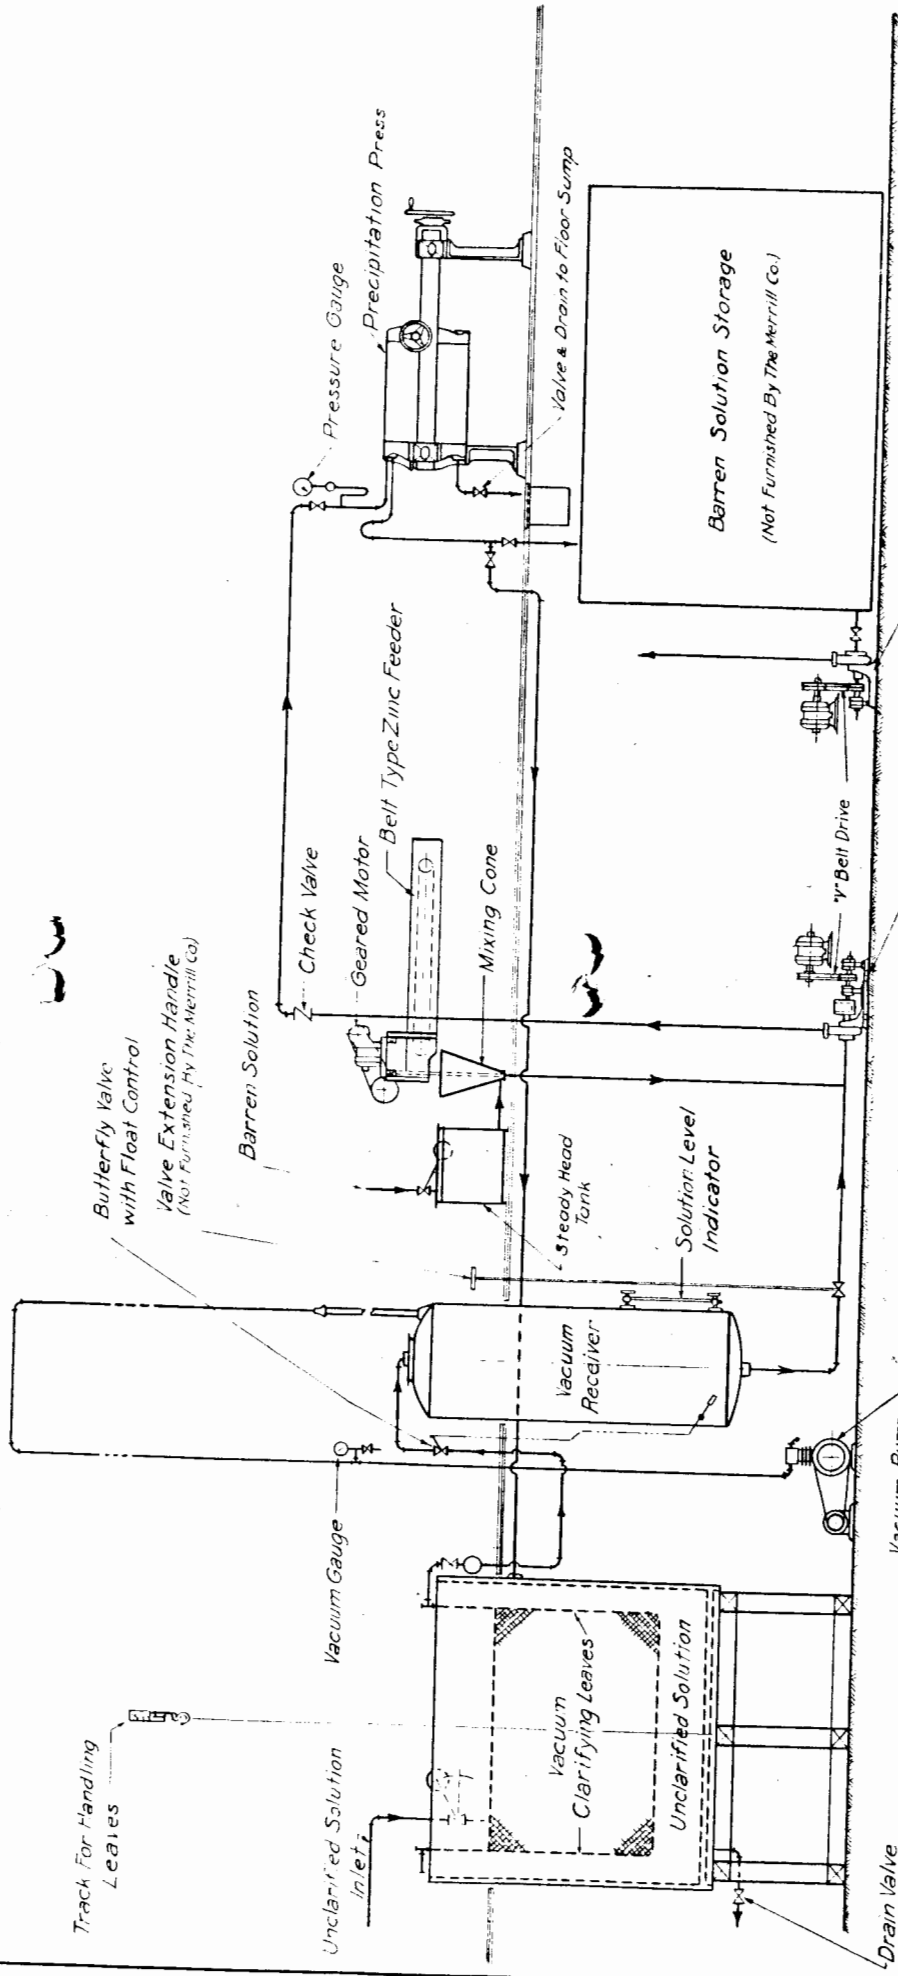 Track For Handling
Leaves
Unclarified Solution
Inlet
Vacuum Gauge
Butterfly Valve
with Float Control
Valve Extension Handle
(Not Furnished By The Merrill Co.)
Barren Solution
Check Valve
Geared Motor
Belt Type Zinc Feeder
Mixing Cone
Pressure Gauge
Precipitation Press
Valve & Drain to Floor Sump
Steady Head
Tank
Solution Level
Indicator
Vacuum
Receiver
Vacuum
Clarifying Leaves
Unclarified Solution
"V" Belt Drive
Barren Solution Storage
(Not Furnished By The Merrill Co.)
Drain Valve